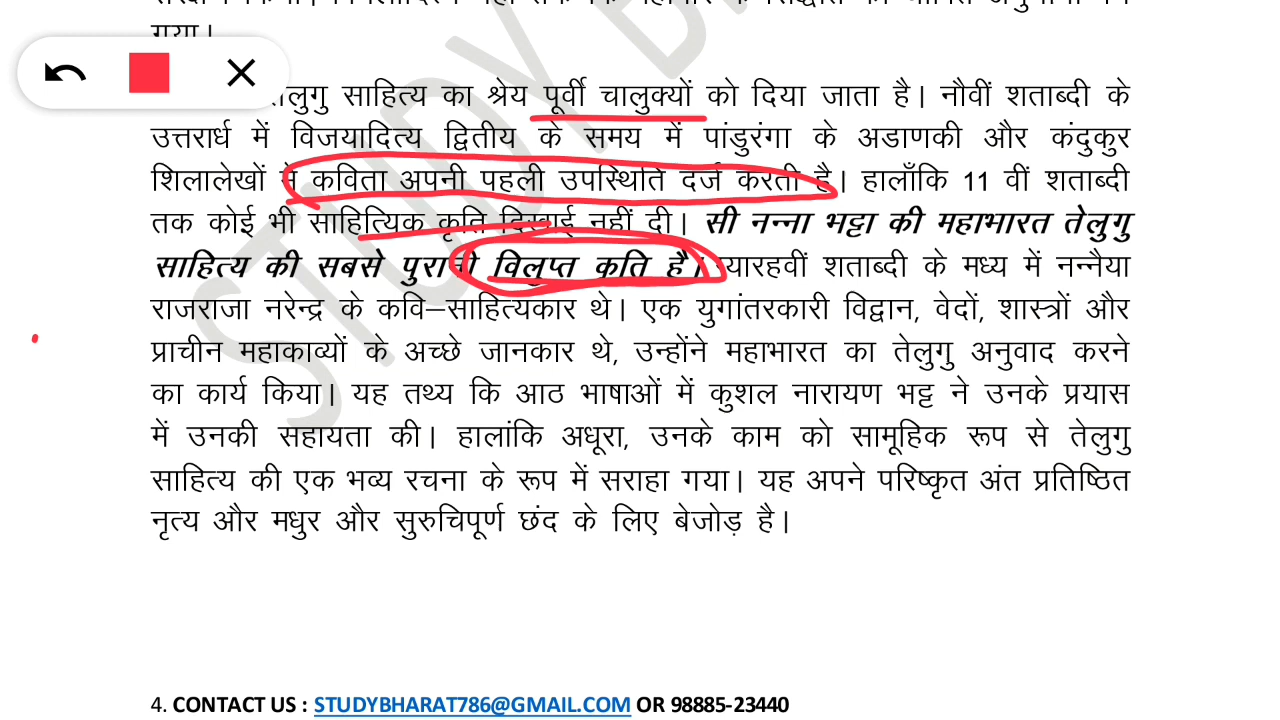 गया।
तेलुगु साहित्य का श्रेय पूर्वी चालुक्यों को दिया जाता है। नौवीं शताब्दी के
उत्तरार्ध में विजयादित्य द्वितीय के समय में पांडुरंगा के अडाणकी और कंदुकुर
शिलालेखों ने कविता अपनी पहली उपस्थिति दर्ज करती है। हालाँकि 11 वीं शताब्दी
तक कोई भी साहित्यिक कृति दिखाई नहीं दी। सी नन्ना भट्टा की महाभारत तेलुगु
साहित्य की सबसे पुरानी विलुप्त कति है। ग्यारहवीं शताब्दी के मध्य में नन्नैया
राजराजा नरेन्द्र के कवि–साहित्यकार थे। एक युगांतरकारी विद्वान, वेदों, शास्त्रों और
प्राचीन महाकाव्यों के अच्छे जानकार थे, उन्होंने महाभारत का तेलुगु अनुवाद करने
का कार्य किया। यह तथ्य कि आठ भाषाओं में कुशल नारायण भट्ट ने उनके प्रयास
में उनकी सहायता की। हालांकि अधूरा, उनके काम को सामूहिक रूप से तेलुगु
साहित्य की एक भव्य रचना के रूप में सराहा गया। यह अपने परिष्कृत अंत प्रतिष्ठित
नृत्य और मधुर और सुरुचिपूर्ण छंद के लिए बेजोड़ है।
4. CONTACT US : STUDYBHARAT786@GMAIL.COM OR 98885-23440